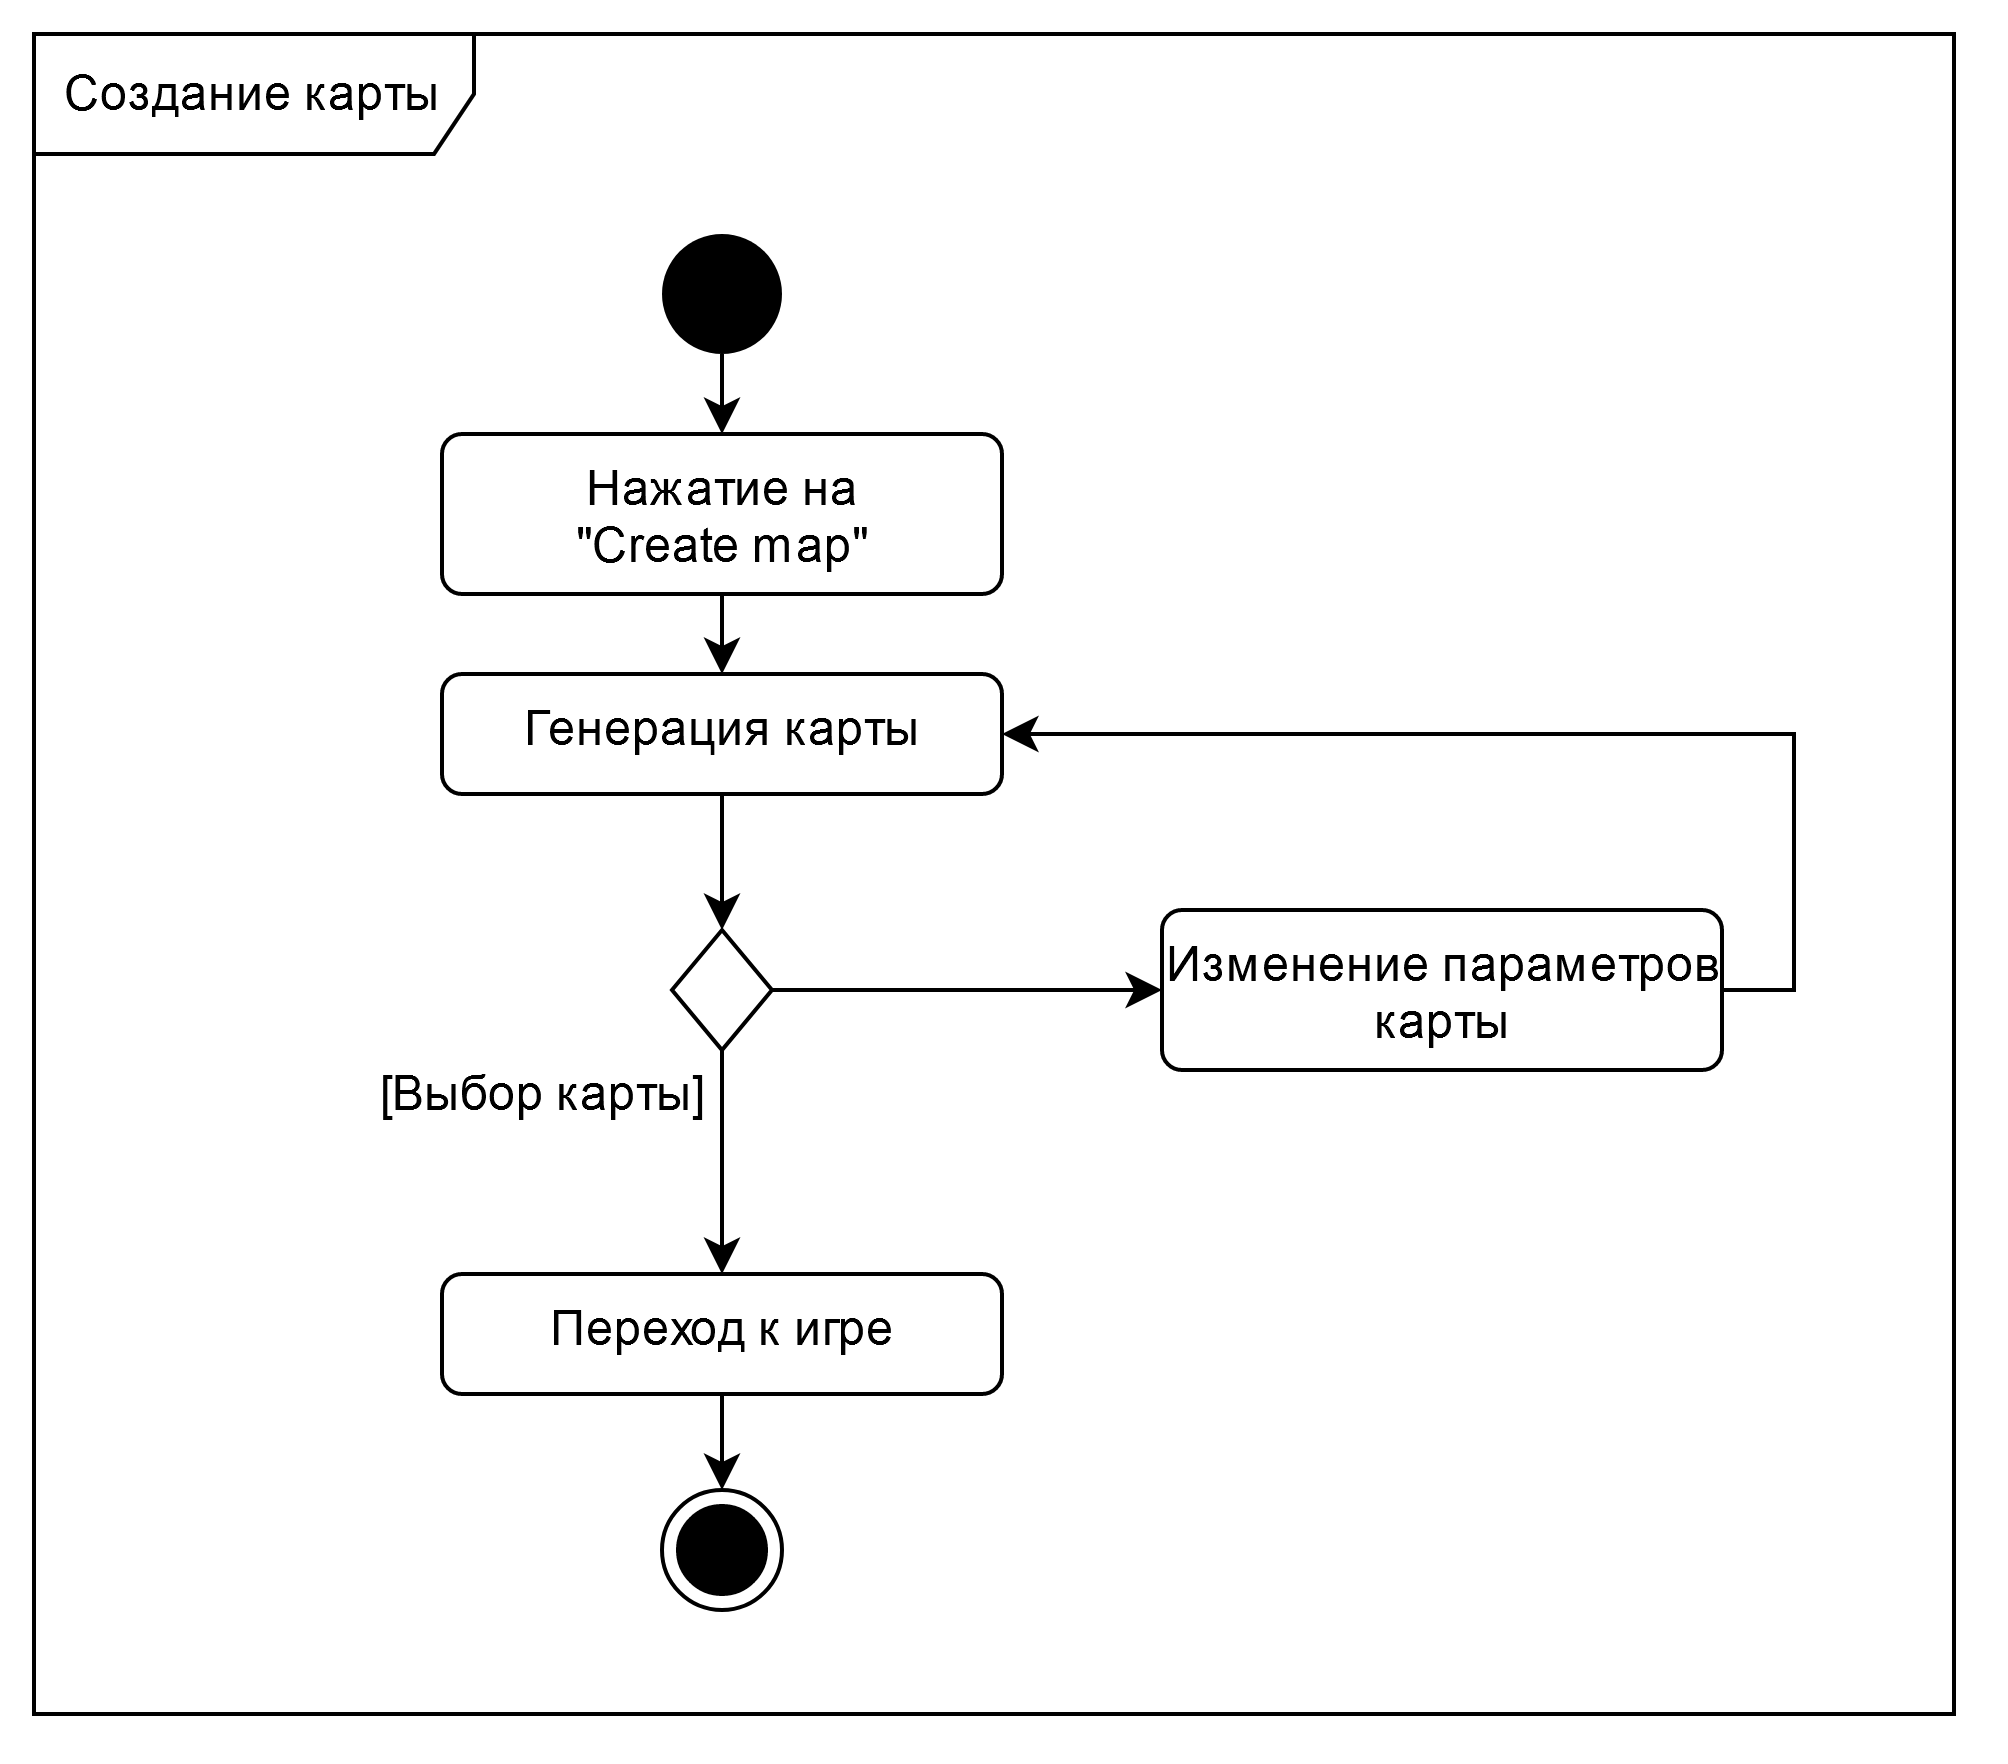 Создание карты
Нажатие на
"Create map"
Генерация карты
Изменение параметров
карты
[Выбор карты]
Переход к игре